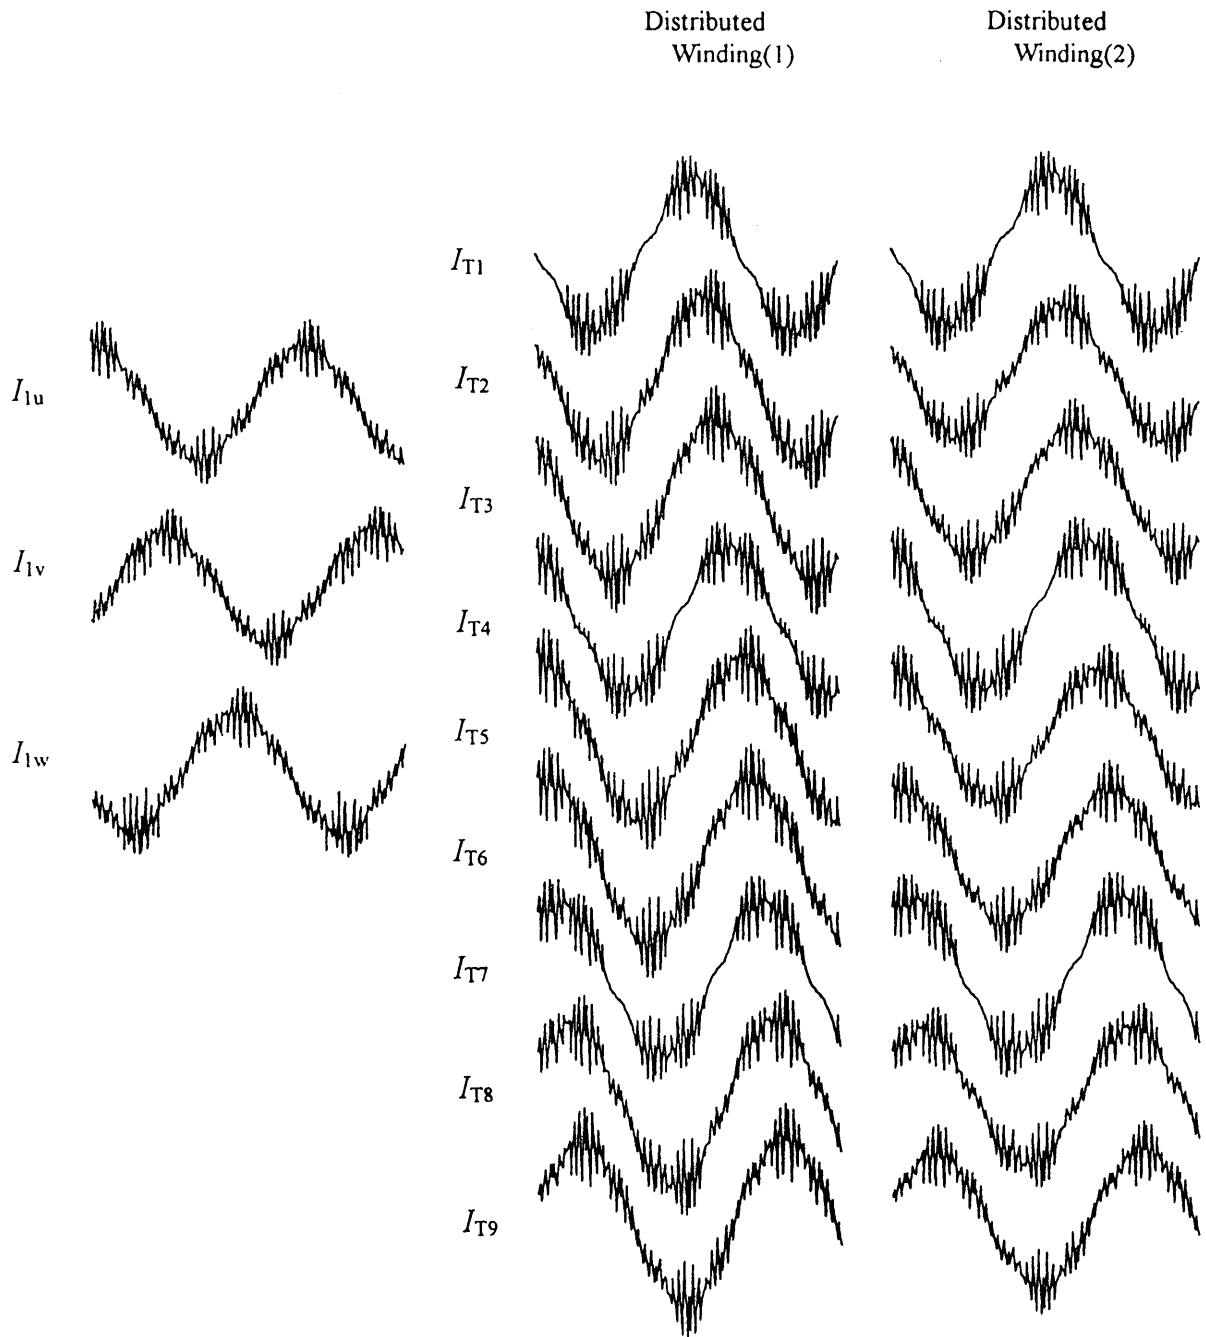 Distributed
Winding(1)
Distributed
Winding(2)
I1u
I1v
I1w
IT1
IT2
IT3
IT4
IT5
IT6
IT7
IT8
IT9